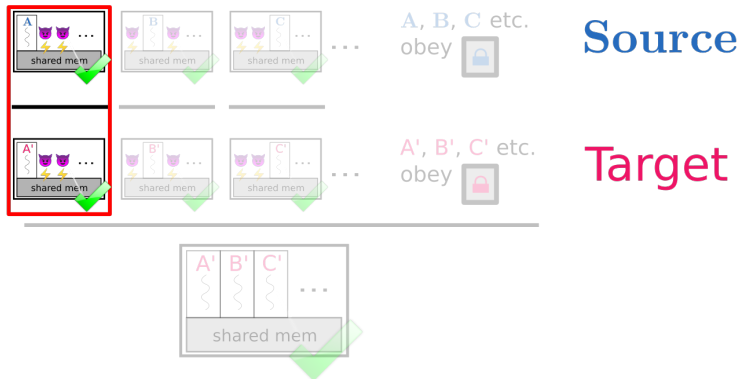 A B C A, B, C etc.
... ... obey Source
shared mem shared mem shared mem ...
A' B' C' A', B', C' etc.
... ... obey Target
shared mem shared mem shared mem ...
A' B' C'
...
shared mem